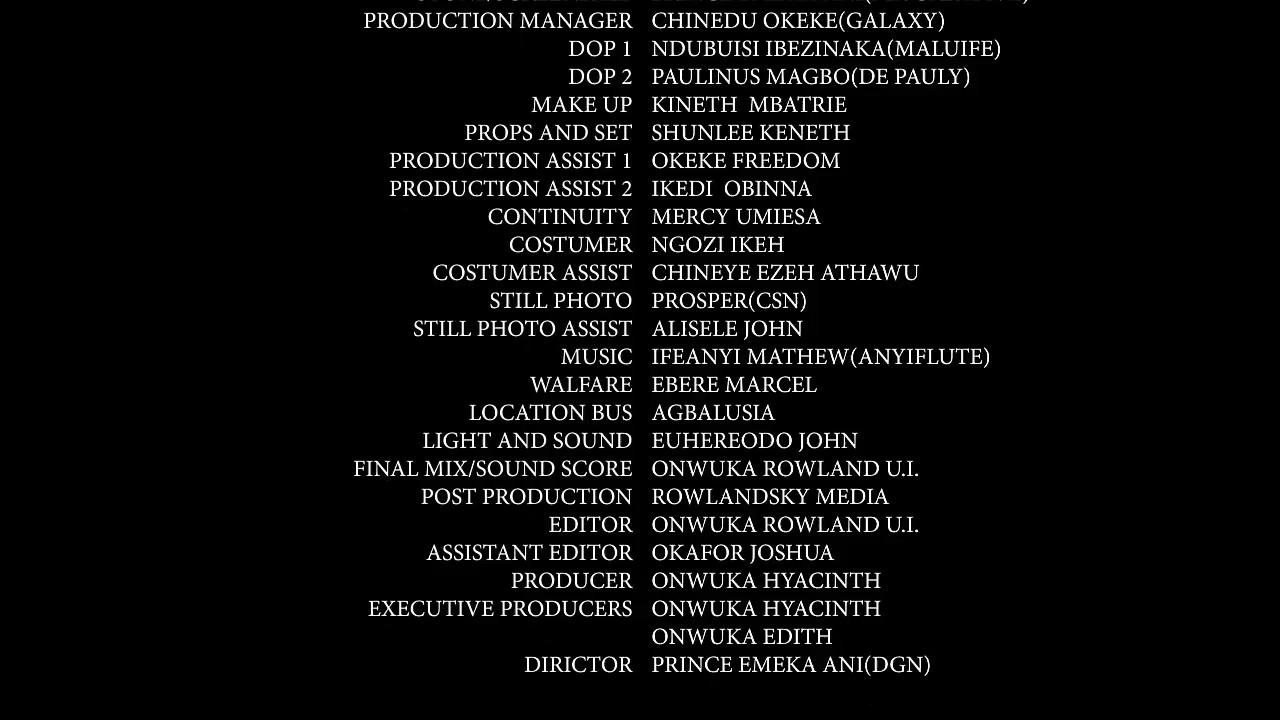 PRODUCTION MANAGER CHINEDU OKEKE(GALAXY)
DOP 1 NDUBUISI IBEZINAKA(MALUIFE)
DOP 2 PAULINUS MAGBO(DE PAULY)
MAKE UP KINETH MBATRIE
PROPS AND SET SHUNLEE KENETH
PRODUCTION ASSIST 1 OKEKE FREEDOM
PRODUCTION ASSIST 2 IKEDI OBINNA
CONTINUITY MERCY UMIESA
COSTUMER NGOZI IKEH
COSTUMER ASSIST CHINEYE EZEH ATHAWU
STILL PHOTO PROSPER(CSN)
STILL PHOTO ASSIST ALISELE JOHN
MUSIC IFEANYI MATHEW(ANYIFLUTE)
WALFARE EBERE MARCEL
LOCATION BUS AGBALUSIA
LIGHT AND SOUND EUHEREODO JOHN
FINAL MIX/SOUND SCORE ONWUKA ROWLAND U.I.
POST PRODUCTION ROWLANDSKY MEDIA
EDITOR ONWUKA ROWLAND U.I.
ASSISTANT EDITOR OKAFOR JOSHUA
PRODUCER ONWUKA HYACINTH
EXECUTIVE PRODUCERS ONWUKA HYACINTH
ONWUKA EDITH
DIRICTOR PRINCE EMEKA ANI(DGN)